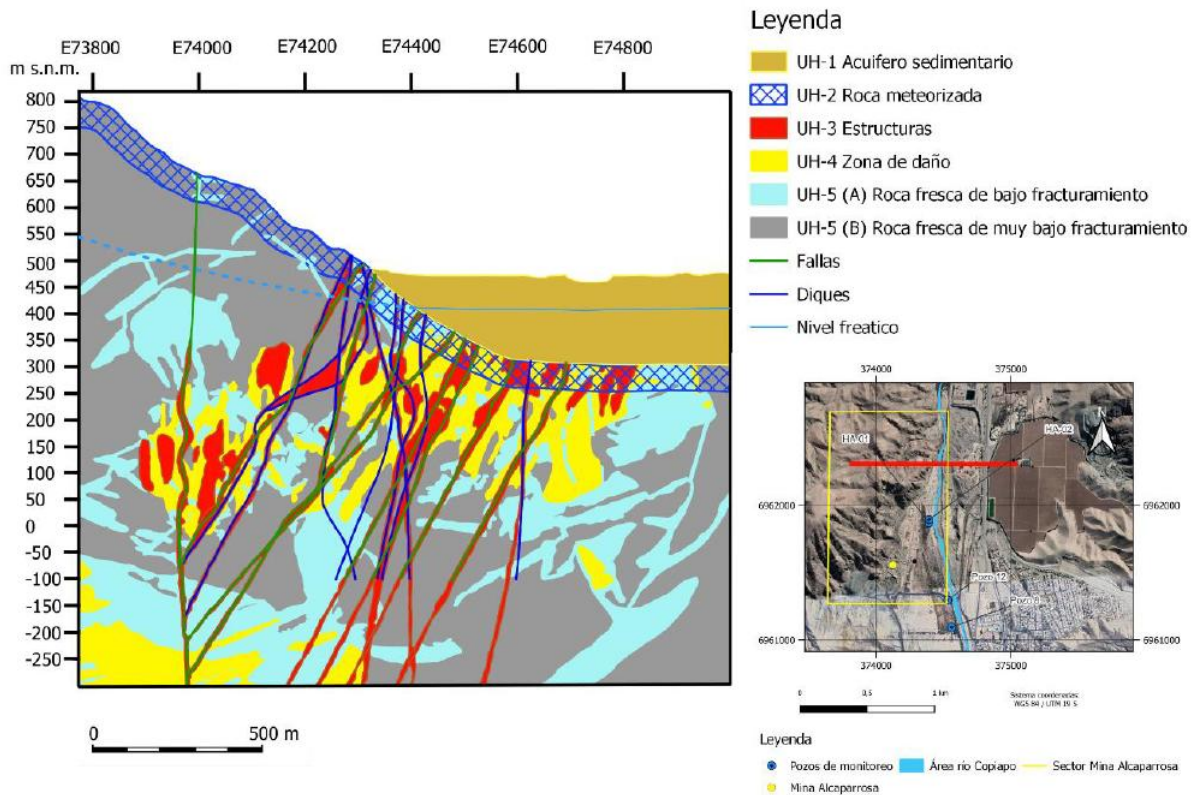 E73800 E74000 E74200 E74400 E74600 E74800
m s.n.m.
800
750
700
650
600
550
500
450
400
350
300
250
200
150
100
50
0
-50
-100
-150
-200
-250
0 500 m
Leyenda
UH-1 Acuifero sedimentario
UH-2 Roca meteorizada
UH-3 Estructuras
UH-4 Zona de daño
UH-5 (A) Roca fresca de bajo fracturamiento
UH-5 (B) Roca fresca de muy bajo fracturamiento
Fallas
Diques
Nivel freatico
374000 375000
N
HA-01
HA-02
6962000 6962000
Pozo 12
6961000 6961000
374000 375000
0 0,5 1 km
Sistema coordenadas:
WGS 84 / UTM 19 S
Leyenda
Pozos de monitoreo Área río Copiapo Sector Mina Alcaparrosa
Mina Alcaparrosa